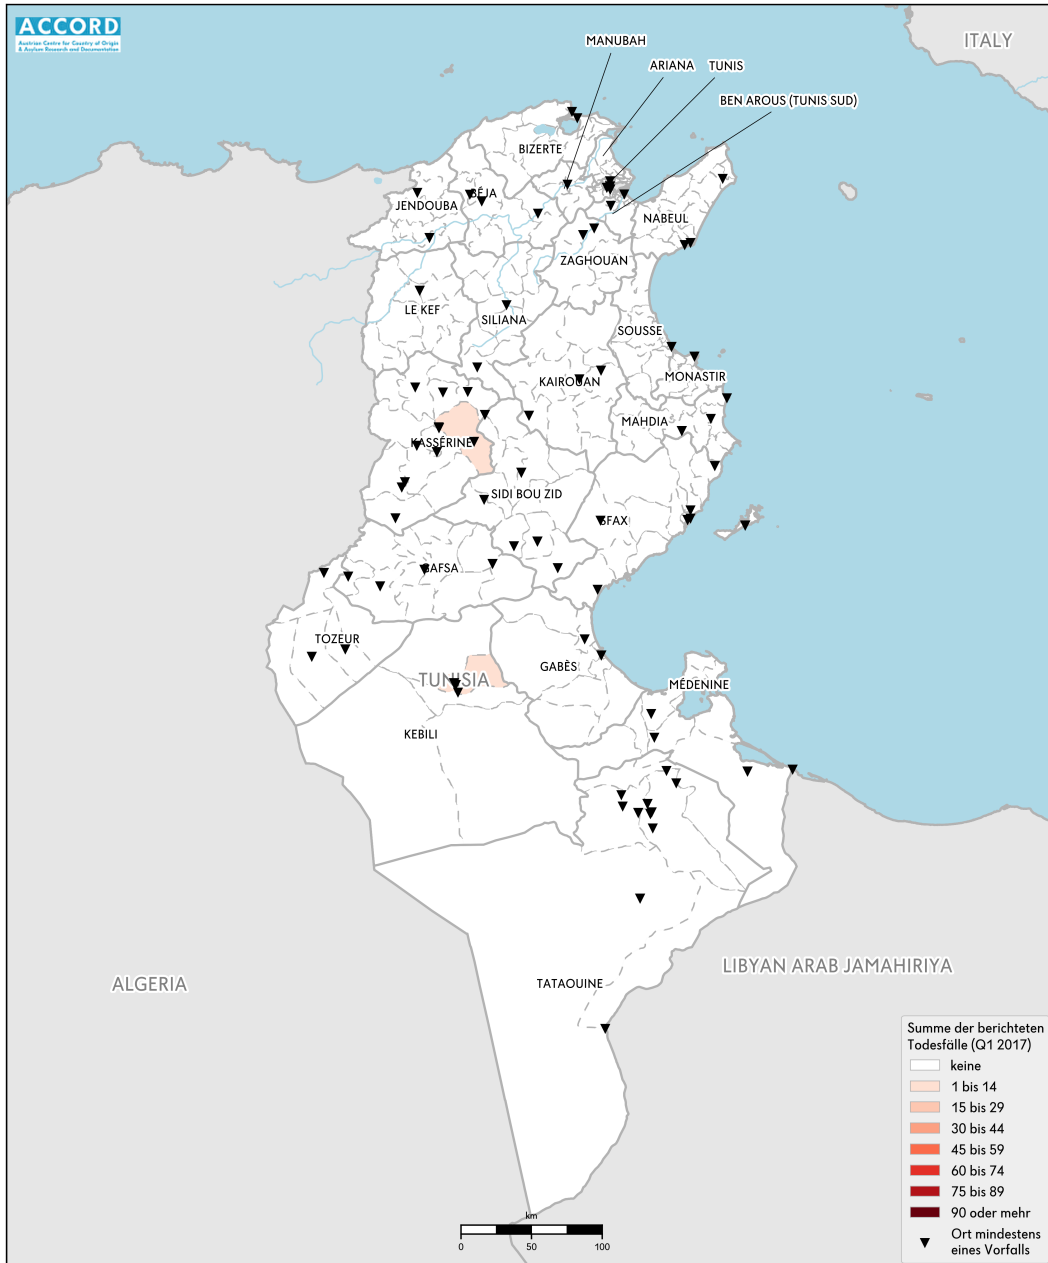 ACCORD
Austrian Centre for Country of Origin
& Asylum Research and Documentation
ITALY
MANUBAH
ARIANA
TUNIS
BEN AROUS (TUNIS SUD)
BIZERTE
BÉJA
JENDOUBA
NABEUL
ZAGHOUAN
LE KEF
SILIANA
SOUSSE
MONASTIR
KAIROUAN
MAHDIA
KASSÉRINE
SIDI BOU ZID
SFAX
GAFSA
TOZEUR
GABÈS
TUNISIA
MÉDENINE
KEBILI
LIBYAN ARAB JAMAHIRIYA
ALGERIA
TATAOUINE
Summe der berichteten
Todesfälle (Q1 2017)
keine
1 bis 14
15 bis 29
30 bis 44
45 bis 59
60 bis 74
75 bis 89
90 oder mehr
Ort mindestens
eines Vorfalls
km
0 50 100